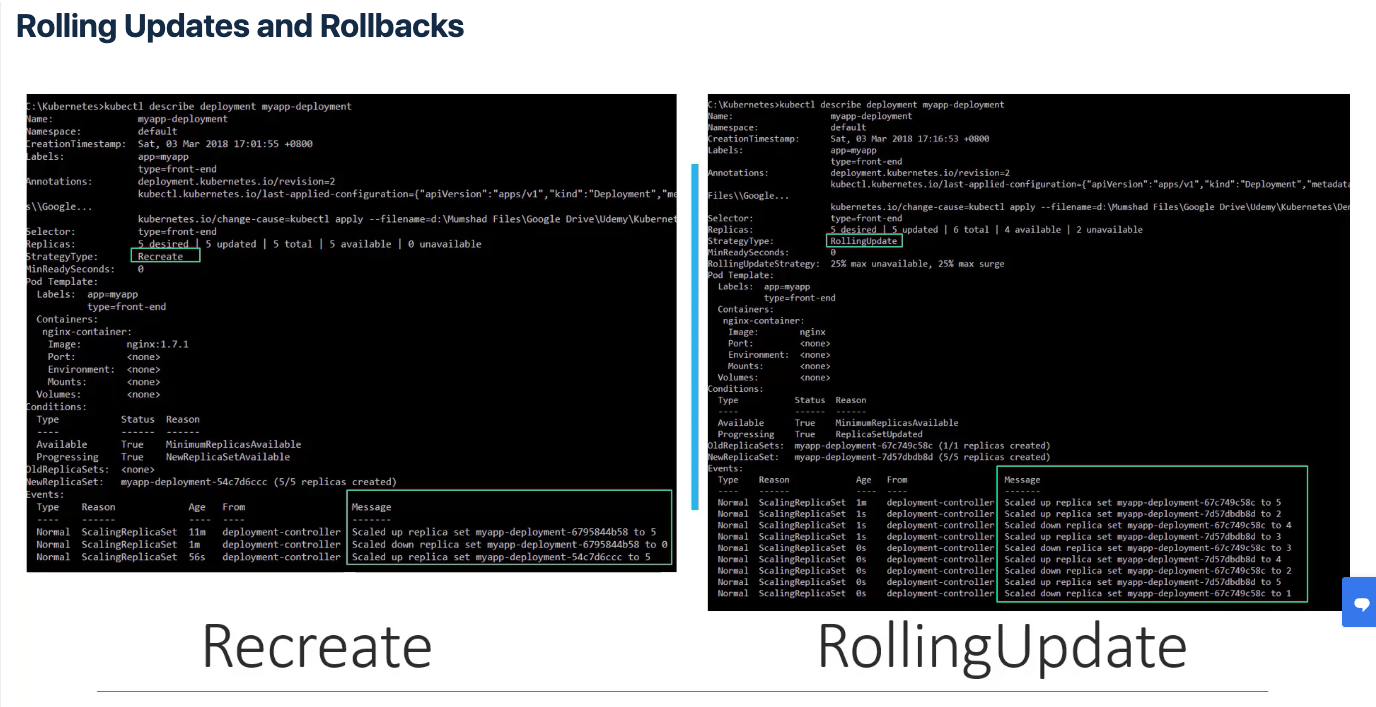 Rolling Updates and Rollbacks
C:\Kubernetes>kubectl describe deployment myapp-deployment
Name: myapp-deployment
Namespace: default
CreationTimestamp: Sat, 03 Mar 2018 17:01:55 +0800
Labels: app=myapp
type=front-end
Annotations: deployment.kubernetes.io/revision=2
kubectl.kubernetes.io/last-applied-configuration={"apiVersion":"apps/v1","kind":"Deployment","me
s\\Google...
kubernetes.io/change-cause=kubectl apply --filename=d:\Mumshad Files\Google Drive\Udemy\Kubernet
Selector: type=front-end
Replicas: 5 desired | 5 updated | 5 total | 5 available | 0 unavailable
StrategyType: Recreate
MinReadySeconds: 0
Pod Template:
Labels: app=myapp
type=front-end
Containers:
nginx-container:
Image: nginx:1.7.1
Port: <none>
Environment: <none>
Mounts: <none>
Volumes: <none>
Conditions:
Type Status Reason
---- ------ ------
Available True MinimumReplicasAvailable
Progressing True NewReplicaSetAvailable
OldReplicaSets: <none>
NewReplicaSet: myapp-deployment-54c7d6ccc (5/5 replicas created)
Events:
Type Reason Age From Message
---- ------ ---- ---- -------
Normal ScalingReplicaSet 11m deployment-controller Scaled up replica set myapp-deployment-6795844b58 to 5
Normal ScalingReplicaSet 1m deployment-controller Scaled down replica set myapp-deployment-6795844b58 to 0
Normal ScalingReplicaSet 56s deployment-controller Scaled up replica set myapp-deployment-54c7d6ccc to 5
Recreate
C:\Kubernetes>kubectl describe deployment myapp-deployment
Name: myapp-deployment
Namespace: default
CreationTimestamp: Sat, 03 Mar 2018 17:16:53 +0800
Labels: app=myapp
type=front-end
Annotations: deployment.kubernetes.io/revision=2
kubectl.kubernetes.io/last-applied-configuration={"apiVersion":"apps/v1","kind":"Deployment","metadata
Files\\Google...
kubernetes.io/change-cause=kubectl apply --filename=d:\Mumshad Files\Google Drive\Udemy\Kubernetes\Der
Selector: type=front-end
Replicas: 5 desired | 5 updated | 6 total | 4 available | 2 unavailable
StrategyType: RollingUpdate
MinReadySeconds: 0
RollingUpdateStrategy: 25% max unavailable, 25% max surge
Pod Template:
Labels: app=myapp
type=front-end
Containers:
nginx-container:
Image: nginx
Port: <none>
Environment: <none>
Mounts: <none>
Volumes: <none>
Conditions:
Type Status Reason
---- ------ ------
Available True MinimumReplicasAvailable
Progressing True ReplicaSetUpdated
OldReplicaSets: myapp-deployment-67c749c58c (1/1 replicas created)
NewReplicaSet: myapp-deployment-7d57dbdb8d (5/5 replicas created)
Events:
Type Reason Age From Message
---- ------ ---- ---- -------
Normal ScalingReplicaSet 1m deployment-controller Scaled up replica set myapp-deployment-67c749c58c to 5
Normal ScalingReplicaSet 1s deployment-controller Scaled up replica set myapp-deployment-7d57dbdb8d to 2
Normal ScalingReplicaSet 1s deployment-controller Scaled down replica set myapp-deployment-67c749c58c to 4
Normal ScalingReplicaSet 1s deployment-controller Scaled up replica set myapp-deployment-7d57dbdb8d to 3
Normal ScalingReplicaSet 0s deployment-controller Scaled down replica set myapp-deployment-67c749c58c to 3
Normal ScalingReplicaSet 0s deployment-controller Scaled up replica set myapp-deployment-7d57dbdb8d to 4
Normal ScalingReplicaSet 0s deployment-controller Scaled down replica set myapp-deployment-67c749c58c to 2
Normal ScalingReplicaSet 0s deployment-controller Scaled up replica set myapp-deployment-7d57dbdb8d to 5
Normal ScalingReplicaSet 0s deployment-controller Scaled down replica set myapp-deployment-67c749c58c to 1
RollingUpdate